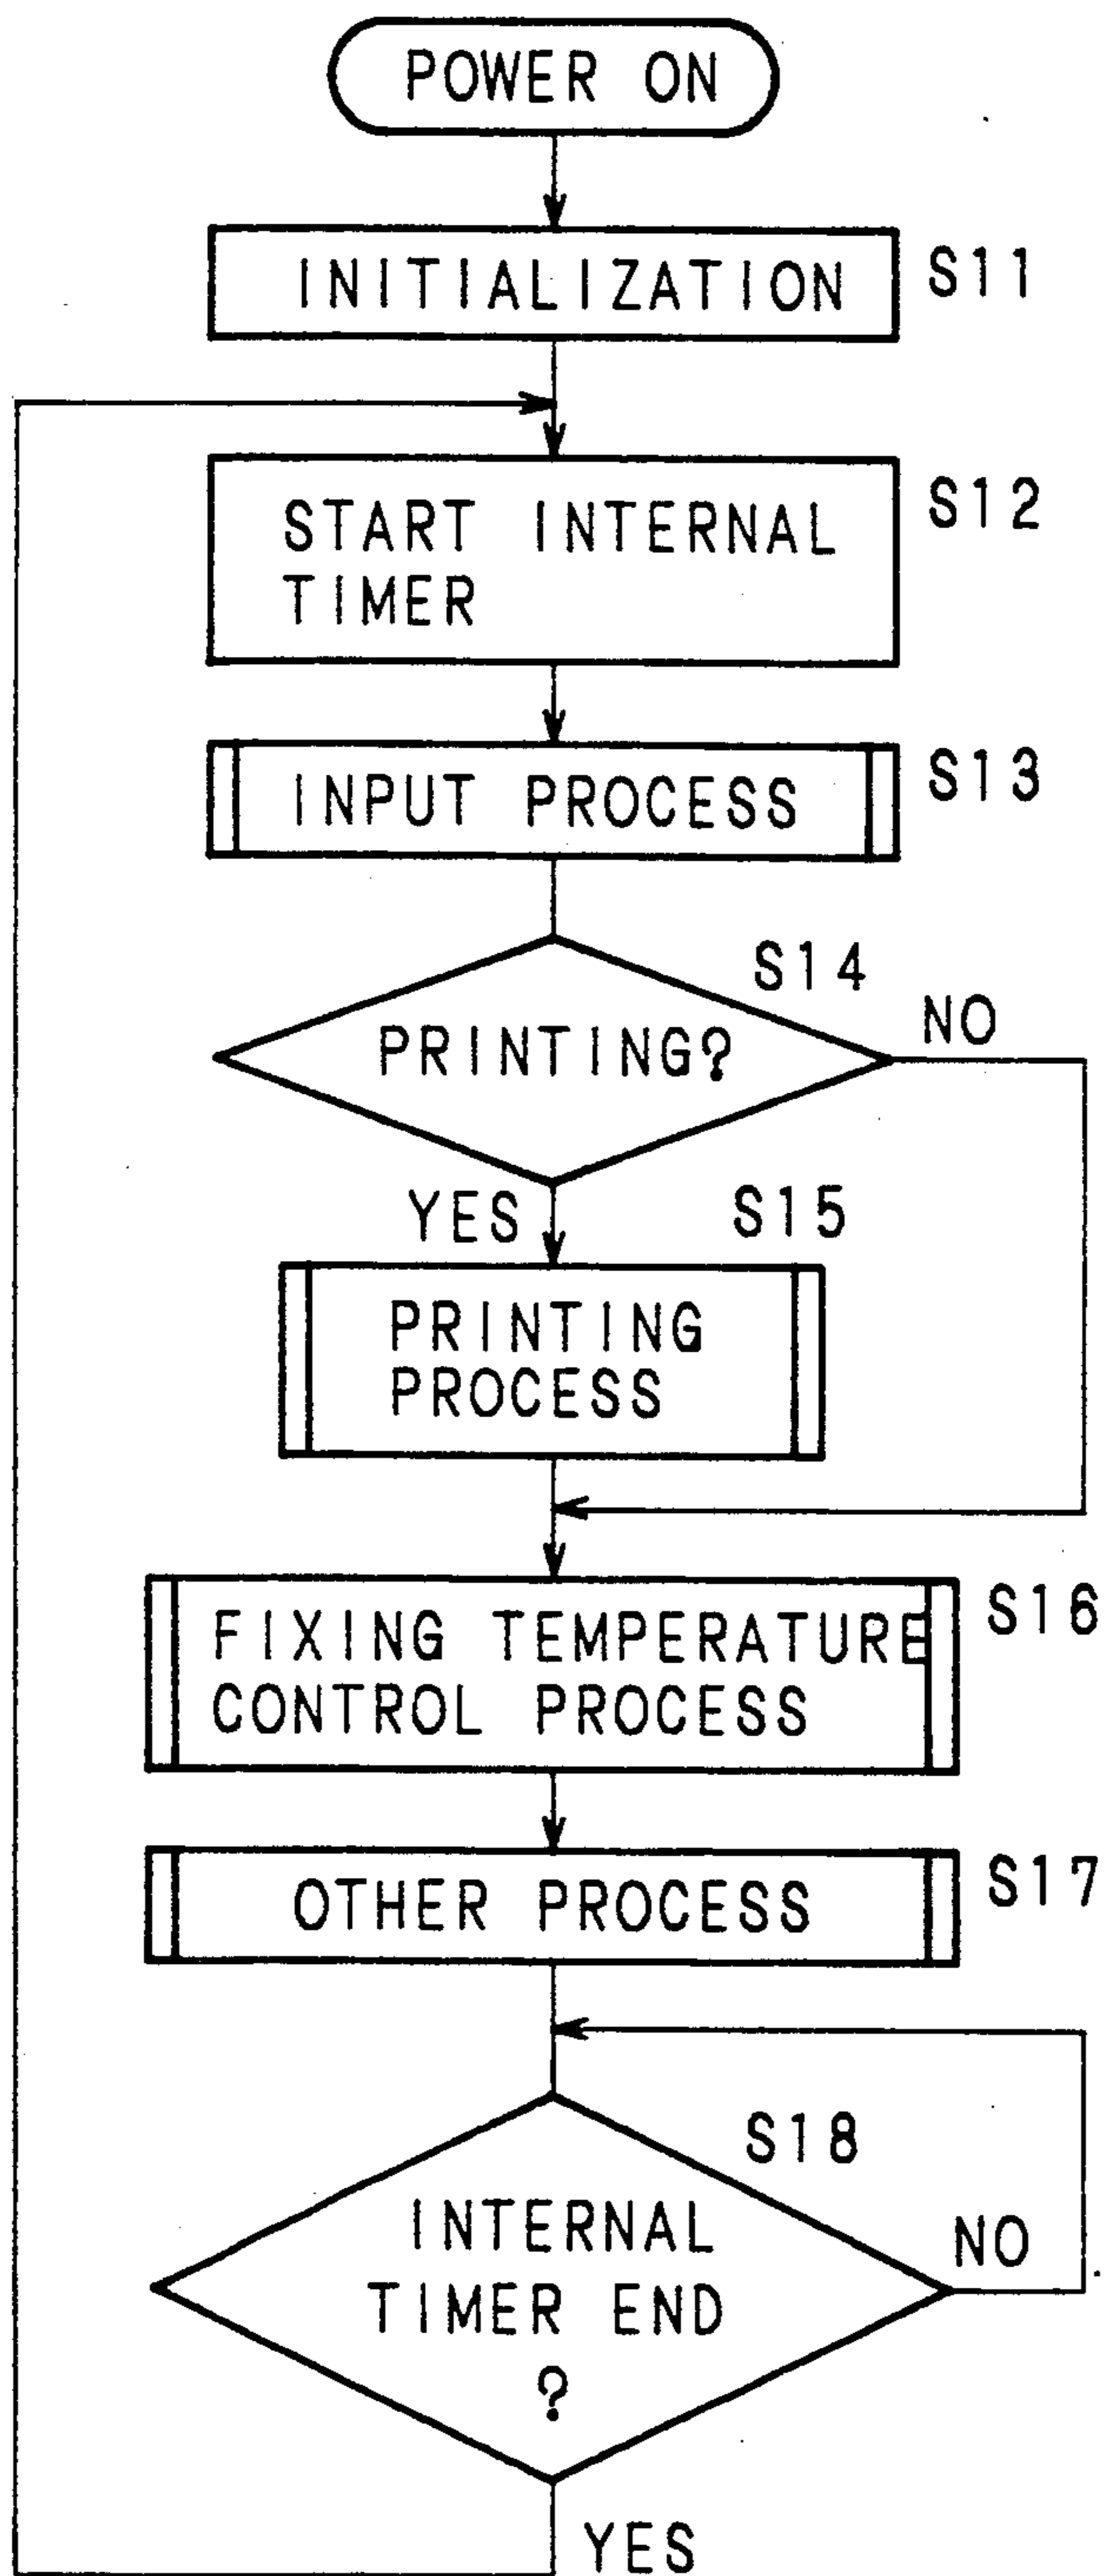 POWER ON
INITIALIZATION
S11
START INTERNAL
TIMER
S12
INPUT PROCESS
S13
S14
PRINTING?
NO
YES
S15
PRINTING
PROCESS
FIXING TEMPERATURE
CONTROL PROCESS
S16
OTHER PROCESS
S17
S18
INTERNAL
TIMER END
?
NO
YES